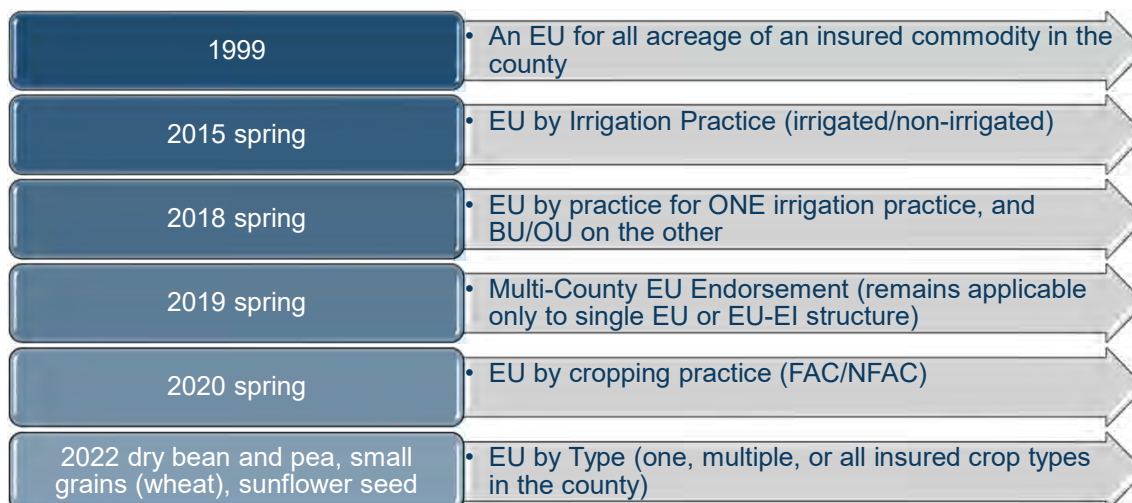 1999
• An EU for all acreage of an insured commodity in the
county
2015 spring
• EU by Irrigation Practice (irrigated/non-irrigated)
2018 spring
• EU by practice for ONE irrigation practice, and
BU/OU on the other
2019 spring
• Multi-County EU Endorsement (remains applicable
only to single EU or EU-EI structure)
2020 spring
• EU by cropping practice (FAC/NFAC)
2022 dry bean and pea, small
grains (wheat), sunflower seed
• EU by Type (one, multiple, or all insured crop types
in the county)